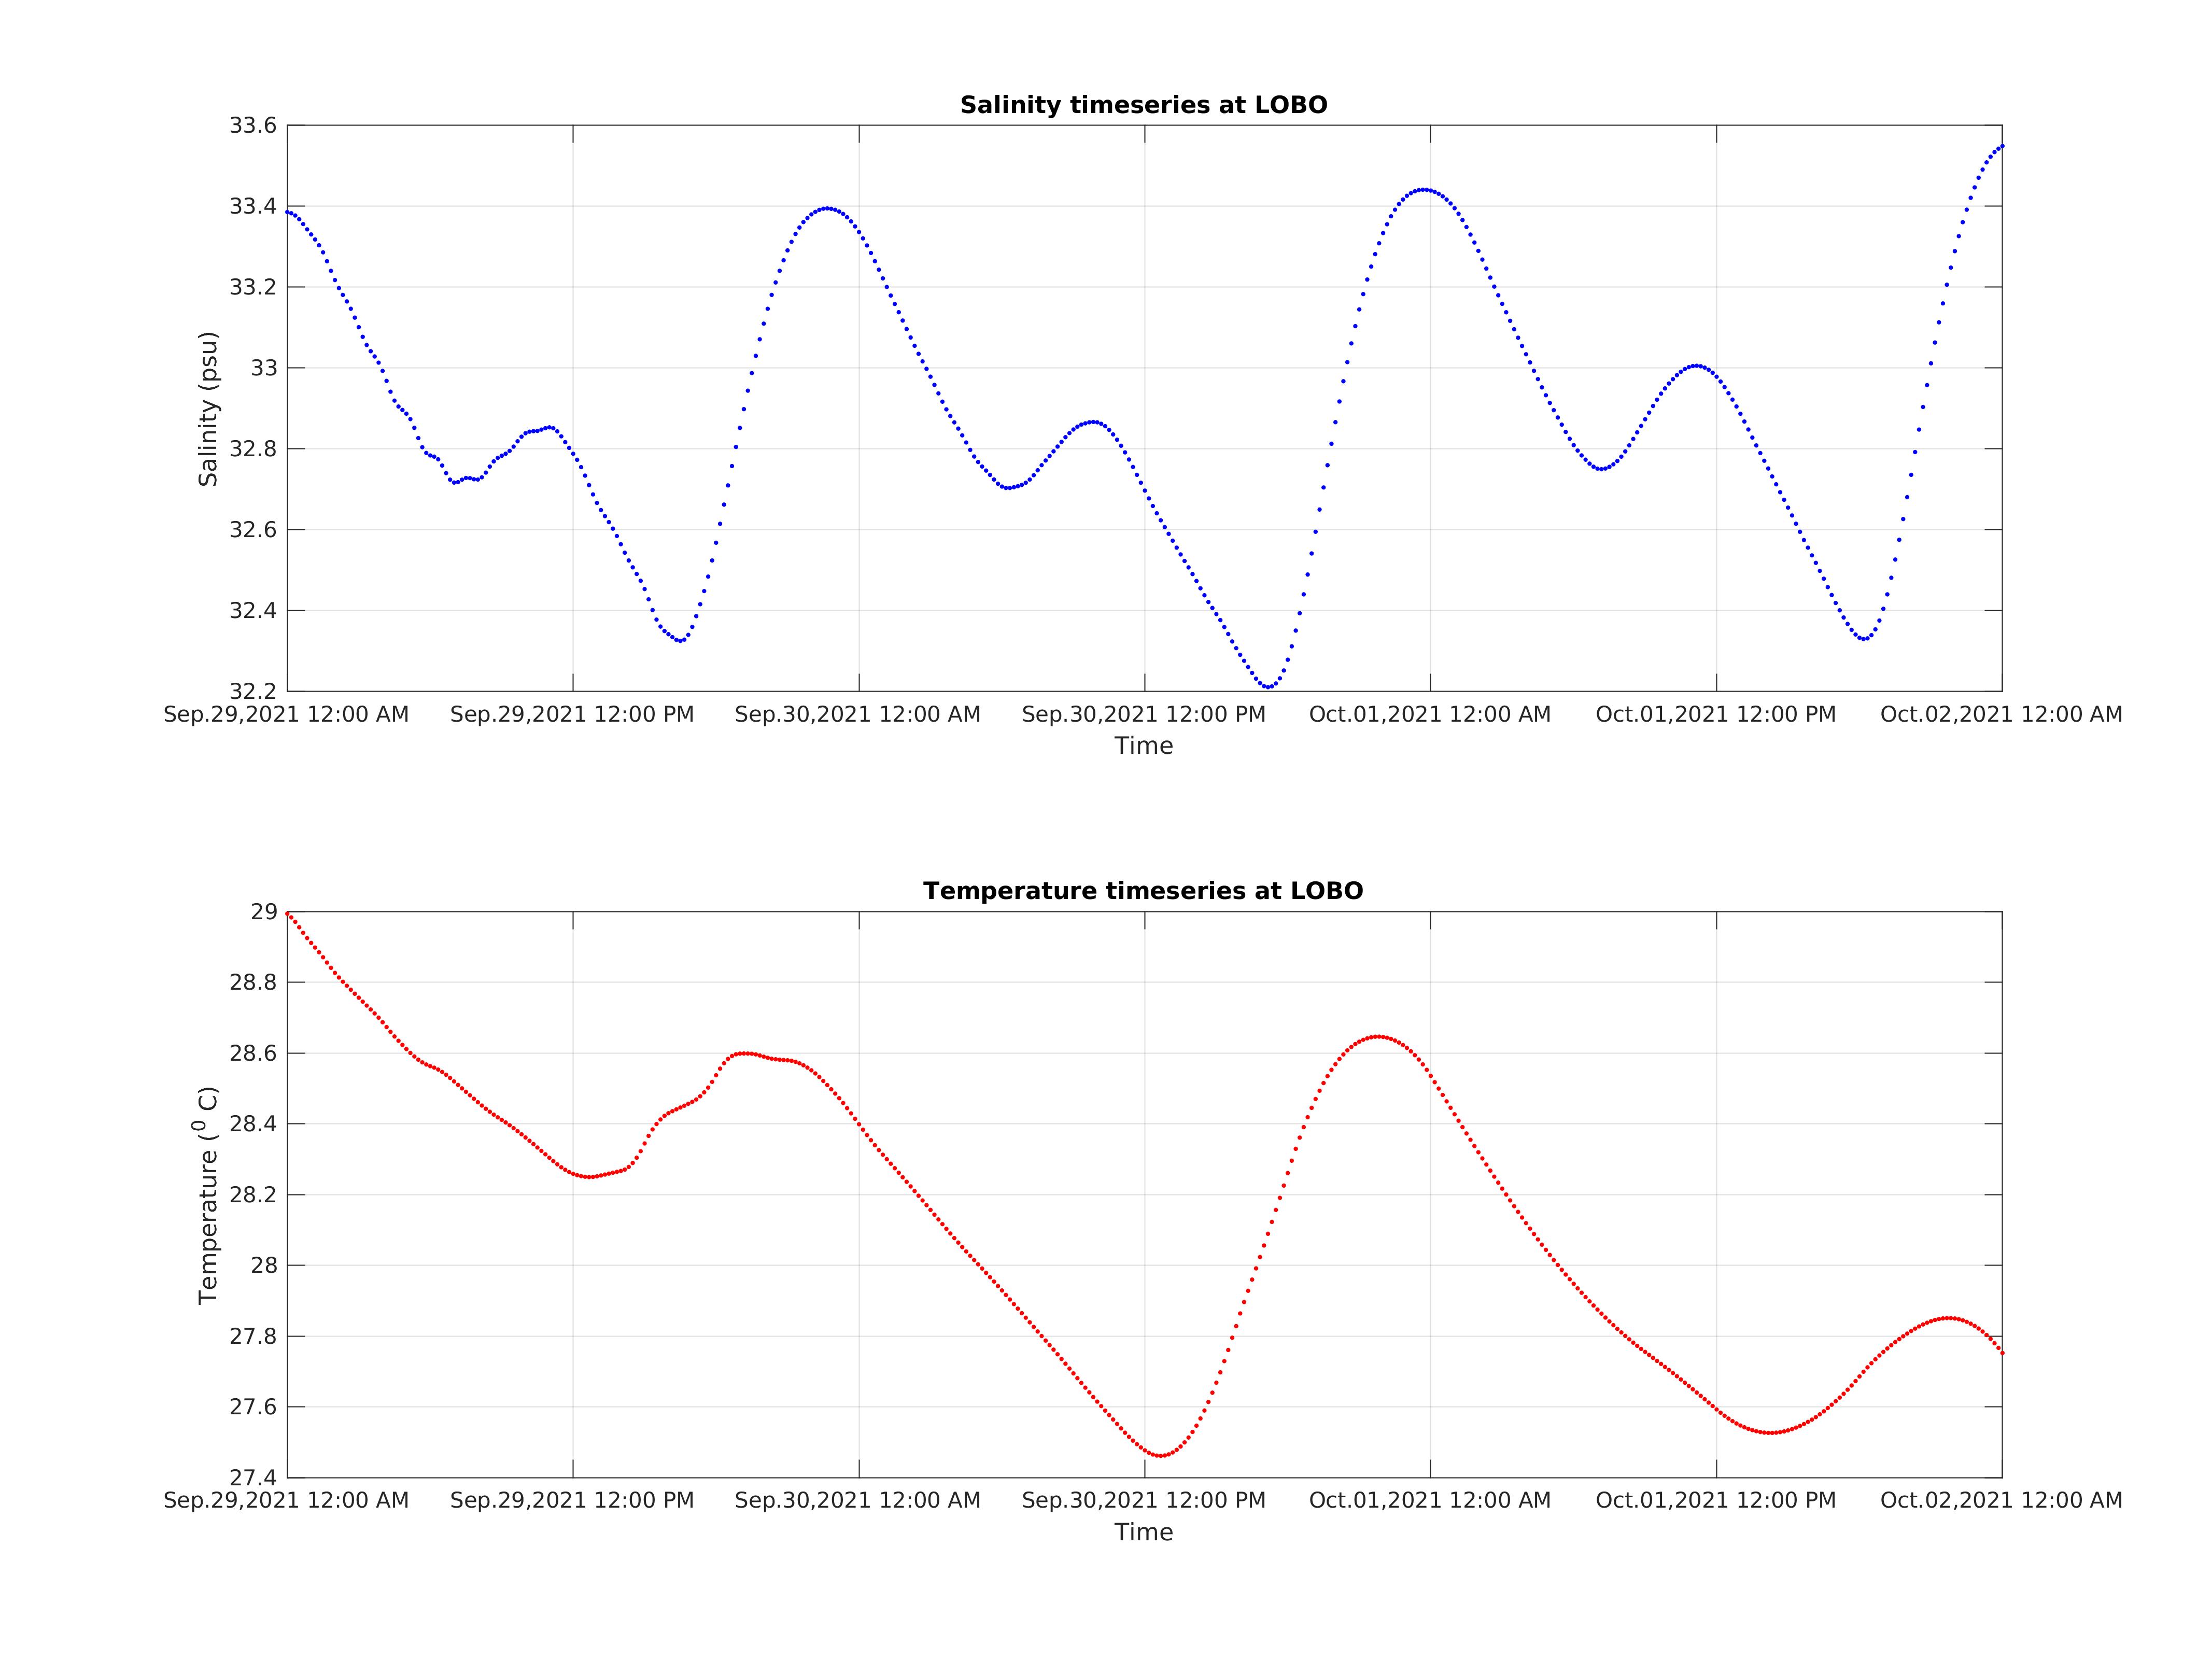 Salinity timeseries at LOBO
33.6
33.4
33.2
33
32.8
32.6
32.4
32.2
Salinity (psu)
Sep.29,2021 12:00 AM Sep.29,2021 12:00 PM Sep.30,2021 12:00 AM Sep.30,2021 12:00 PM Oct.01,2021 12:00 AM Oct.01,2021 12:00 PM Oct.02,2021 12:00 AM
Time
Temperature timeseries at LOBO
29
28.8
28.6
28.4
28.2
28
27.8
27.6
27.4
Temperature (⁰ C)
Sep.29,2021 12:00 AM Sep.29,2021 12:00 PM Sep.30,2021 12:00 AM Sep.30,2021 12:00 PM Oct.01,2021 12:00 AM Oct.01,2021 12:00 PM Oct.02,2021 12:00 AM
Time